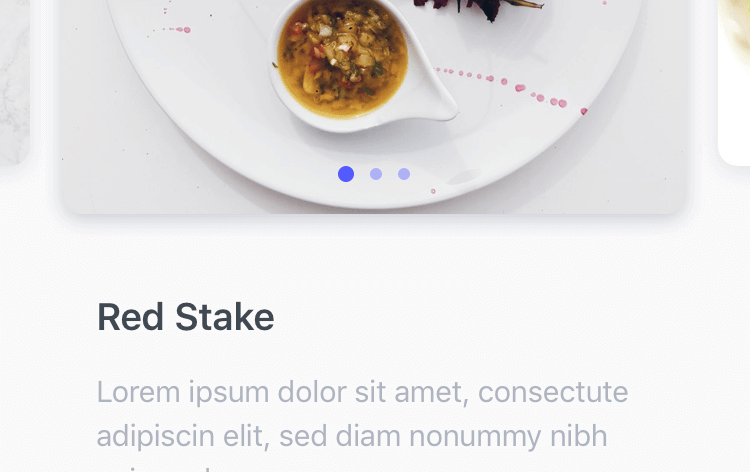 Red Stake
Lorem ipsum dolor sit amet, consectute
adipiscin elit, sed diam nonummy nibh